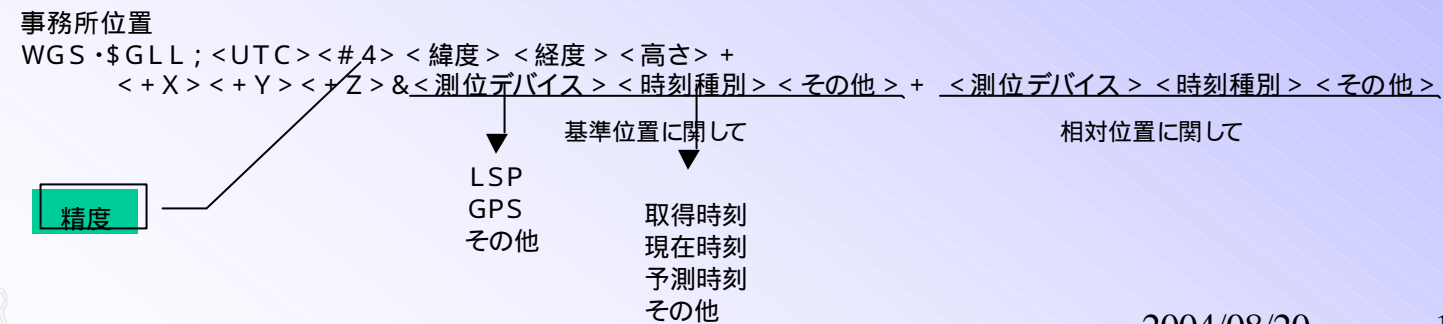 事務所位置
WGS・$GLL;<UTC><#4><緯度><経度><高さ>+
<+X><+Y><+Z>&<測位デバイス><時刻種別><その他>+ <測位デバイス><時刻種別><その他>
基準位置に関して 相対位置に関して
LSP
GPS
その他
取得時刻
現在時刻
予測時刻
その他
精度
2004/08/20